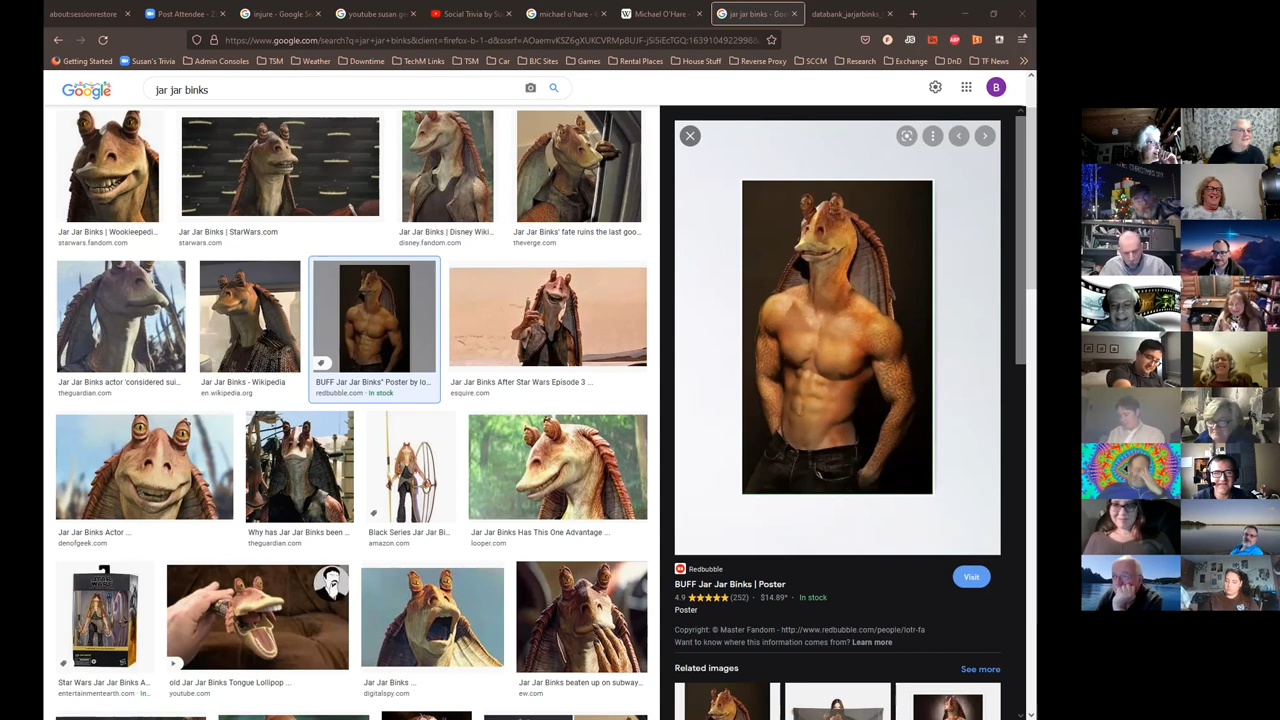 about:sessionrestore
Post Attendee - Z
injure - Google Se
youtube susan ge
Social Trivia by Su
michael o'hare - G
Michael O'Hare -
jar jar binks - Goo
databank_jarjarbinks_
Getting Started
Susan's Trivia
Admin Consoles
TSM
Weather
Downtime
TechM Links
TSM
Car
BJC Sites
Games
Rental Places
House Stuff
Reverse Proxy
SCCM
Research
Exchange
DnD
TF News
Google
jar jar binks
B
Jar Jar Binks | Wookieepedi...
starwars.fandom.com
Jar Jar Binks | StarWars.com
starwars.com
Jar Jar Binks | Disney Wiki...
disney.fandom.com
Jar Jar Binks' fate ruins the last goo...
theverge.com
Jar Jar Binks actor 'considered sui...
theguardian.com
Jar Jar Binks - Wikipedia
en.wikipedia.org
BUFF Jar Jar Binks" Poster by lo...
redbubble.com · In stock
Jar Jar Binks After Star Wars Episode 3 ...
esquire.com
Jar Jar Binks Actor ...
denofgeek.com
Why has Jar Jar Binks been ...
theguardian.com
Black Series Jar Jar Bi...
amazon.com
Jar Jar Binks Has This One Advantage ...
looper.com
Star Wars Jar Jar Binks A...
entertainmentearth.com · In...
old Jar Jar Binks Tongue Lollipop ...
youtube.com
Jar Jar Binks ...
digitalspy.com
Jar Jar Binks beaten up on subway...
ew.com
Redbubble
BUFF Jar Jar Binks | Poster
Visit
4.9 ★★★★★ (252) · $14.89* · In stock
Poster
Copyright: © Master Fandom - http://www.redbubble.com/people/lotr-fa
Want to know where this information comes from? Learn more
Related images
See more